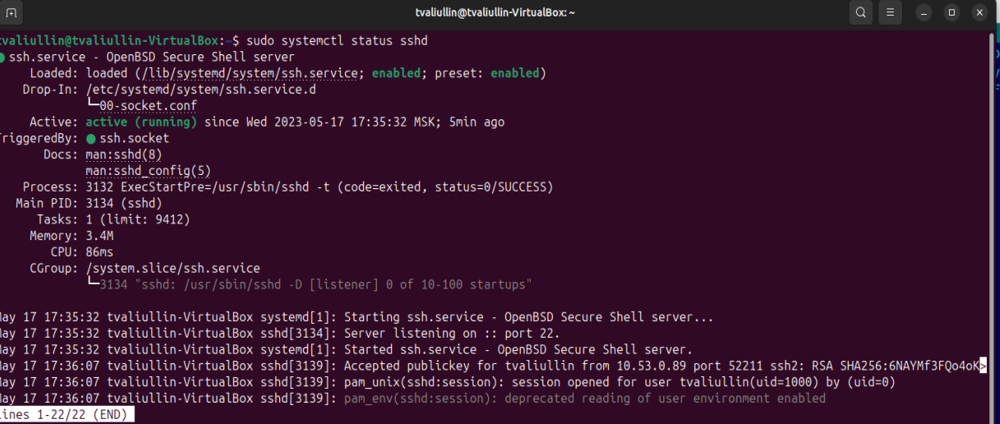 tvaliullin@tvaliullin-VirtualBox: ~
tvaliullin@tvaliullin-VirtualBox:~$ sudo systemctl status sshd
● ssh.service - OpenBSD Secure Shell server
Loaded: loaded (/lib/systemd/system/ssh.service; enabled; preset: enabled)
Drop-In: /etc/systemd/system/ssh.service.d
└─00-socket.conf
Active: active (running) since Wed 2023-05-17 17:35:32 MSK; 5min ago
TriggeredBy: ● ssh.socket
Docs: man:sshd(8)
man:sshd_config(5)
Process: 3132 ExecStartPre=/usr/sbin/sshd -t (code=exited, status=0/SUCCESS)
Main PID: 3134 (sshd)
Tasks: 1 (limit: 9412)
Memory: 3.4M
CPU: 86ms
CGroup: /system.slice/ssh.service
└─3134 "sshd: /usr/sbin/sshd -D [listener] 0 of 10-100 startups"
May 17 17:35:32 tvaliullin-VirtualBox systemd[1]: Starting ssh.service - OpenBSD Secure Shell server...
May 17 17:35:32 tvaliullin-VirtualBox sshd[3134]: Server listening on :: port 22.
May 17 17:35:32 tvaliullin-VirtualBox systemd[1]: Started ssh.service - OpenBSD Secure Shell server.
May 17 17:36:07 tvaliullin-VirtualBox sshd[3139]: Accepted publickey for tvaliullin from 10.53.0.89 port 52211 ssh2: RSA SHA256:6NAYMf3FQo4oK>
May 17 17:36:07 tvaliullin-VirtualBox sshd[3139]: pam_unix(sshd:session): session opened for user tvaliullin(uid=1000) by (uid=0)
May 17 17:36:07 tvaliullin-VirtualBox sshd[3139]: pam_env(sshd:session): deprecated reading of user environment enabled
lines 1-22/22 (END)